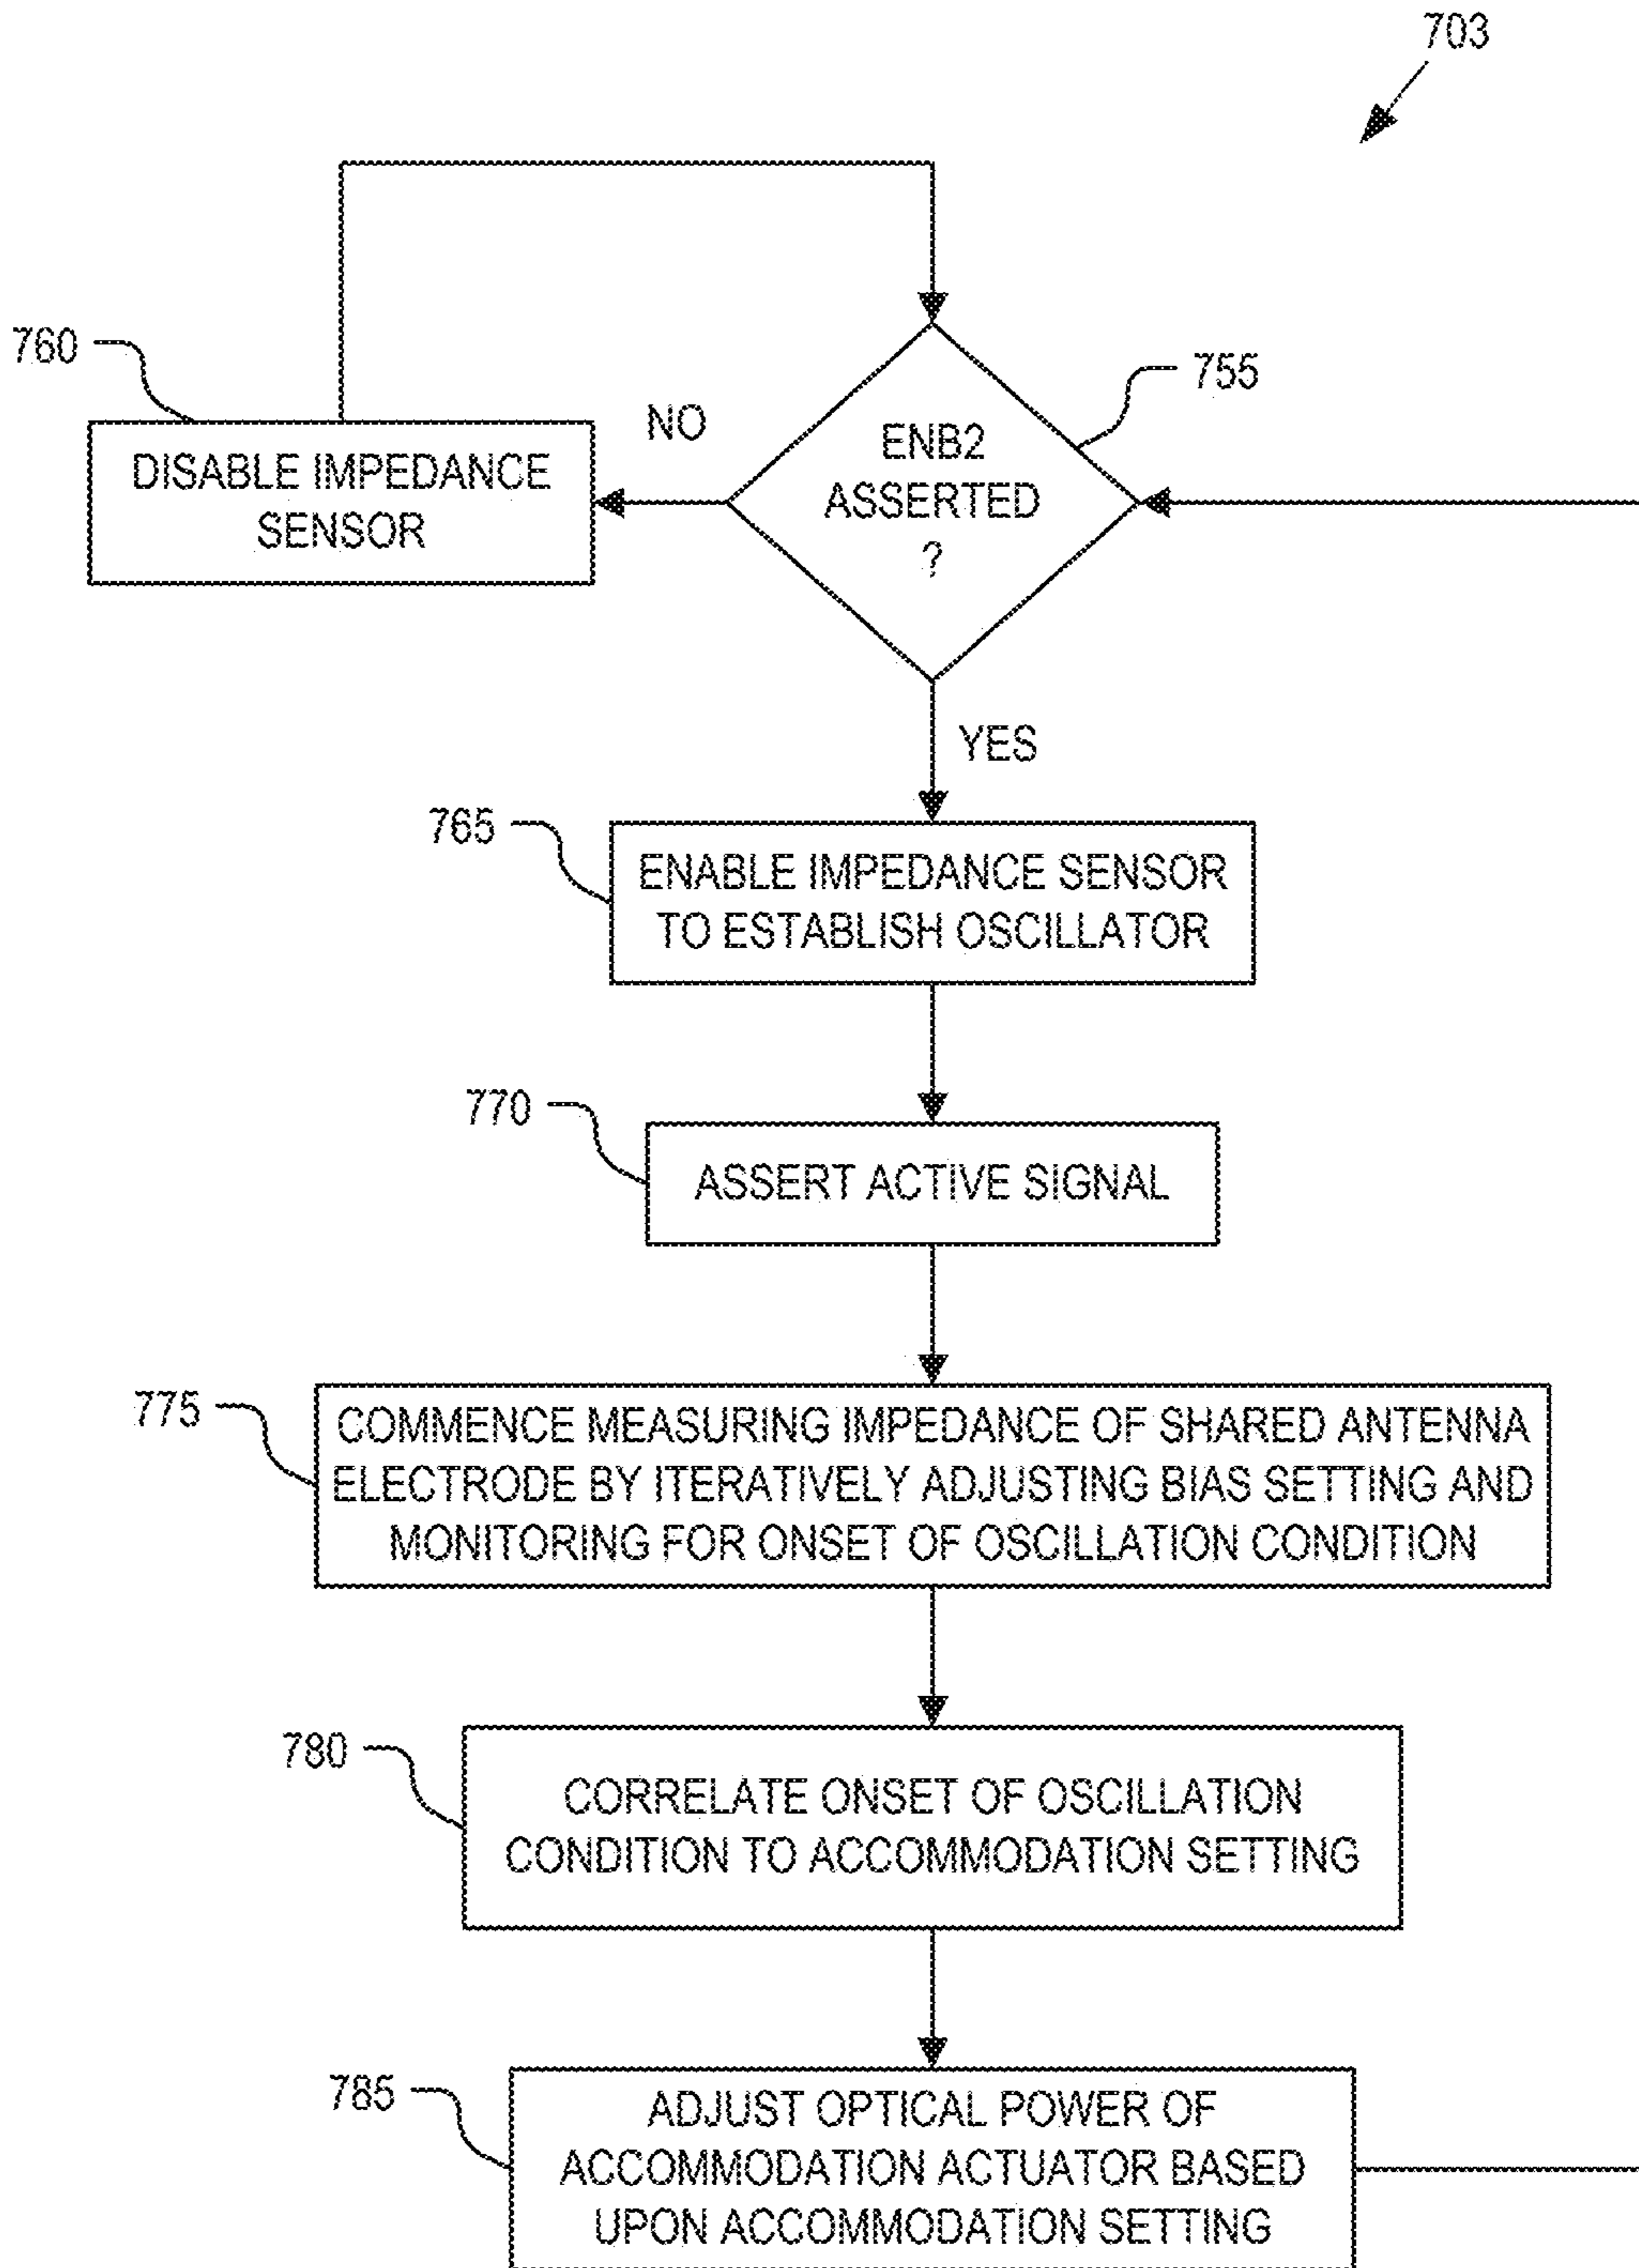 703
760
755
NO
ENB2
ASSERTED
?
DISABLE IMPEDANCE
SENSOR
YES
765
ENABLE IMPEDANCE SENSOR
TO ESTABLISH OSCILLATOR
770
ASSERT ACTIVE SIGNAL
775
COMMENCE MEASURING IMPEDANCE OF SHARED ANTENNA
ELECTRODE BY ITERATIVELY ADJUSTING BIAS SETTING AND
MONITORING FOR ONSET OF OSCILLATION CONDITION
780
CORRELATE ONSET OF OSCILLATION
CONDITION TO ACCOMMODATION SETTING
785
ADJUST OPTICAL POWER OF
ACCOMMODATION ACTUATOR BASED
UPON ACCOMMODATION SETTING